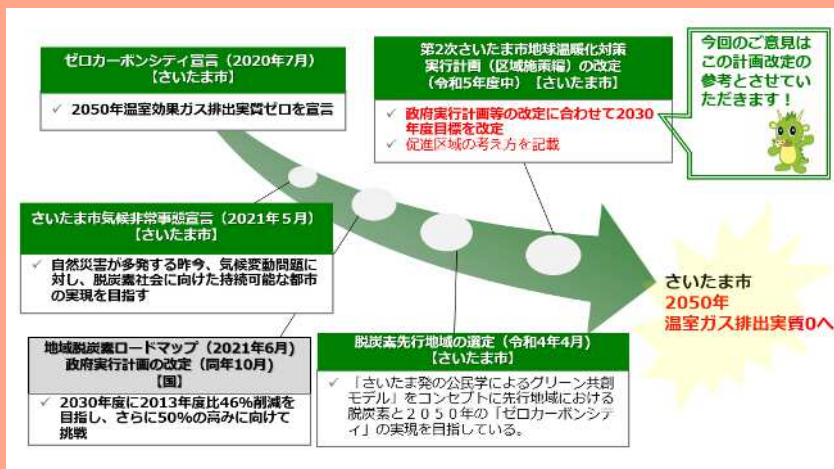 ゼロカーボンシティ宣言（2020年7月）
【さいたま市】
✓ 2050年温室効果ガス排出実質ゼロを宣言
第2次さいたま市地球温暖化対策
実行計画（区域施策編）の改定
（令和5年度中）【さいたま市】
✓ 政府実行計画等の改定に合わせて2030
年度目標を改定
✓ 促進区域の考え方を記載
今回のご意見は
この計画改定の
参考とさせてい
ただきます！
さいたま市気候非常事態宣言（2021年５月）
【さいたま市】
✓ 自然災害が多発する昨今、気候変動問題に
対し、脱炭素社会に向けた持続可能な都市
の実現を目指す
地域脱炭素ロードマップ（2021年6月）
政府実行計画の改定（同年10月）
【国】
✓ 2030年度に2013年度比46%削減を
目指し、さらに50%の高みに向けて
挑戦
脱炭素先行地域の選定（令和4年4月）
【さいたま市】
✓ 「さいたま発の公民学によるグリーン共創
モデル」をコンセプトに先行地域における
脱炭素と２０５０年の「ゼロカーボンシテ
ィ」の実現を目指している。
さいたま市
2050年
温室ガス排出実質0へ